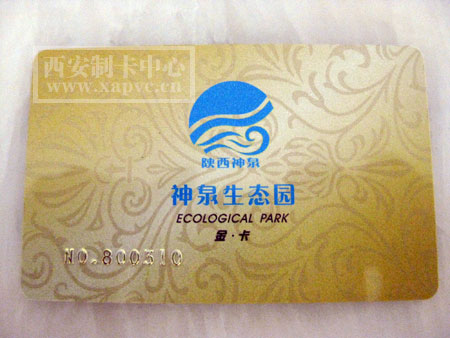 西安制卡中心
www.xapvc.cn
陕西神泉
神泉生态园
ECOLOGICAL PARK
金·卡
NO.800310